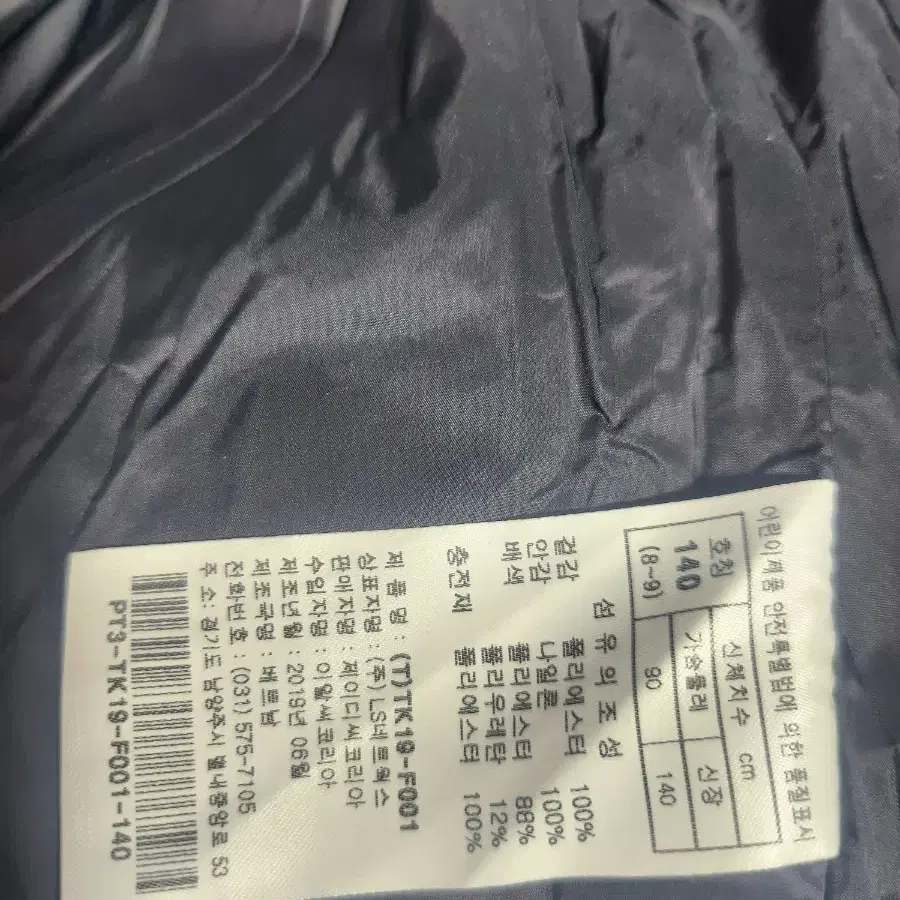 어린이제품 안전특별법에 의한 품질표시
호칭 신체치수 cm
140 가슴둘레 신장
(8-9) 90 140
섬 유 의 조 성
겉감 폴리에스터 100%
안감 나일론 100%
배색 폴리에스터 88%
폴리우레탄 12%
충전재 폴리에스터 100%
제 품 명 : (T)TK19-F001
상표자명 : (주)LS네트웍스
판매자명 : 제이디씨코리아
수입자명 : 이월씨코리아
제조년월 : 2019년 06월
제조국명 : 베트남
전화번호 : (031) 575-7105
주 소 : 경기도 남양주시 별내중앙로 53
PT3-TK19-F001-140